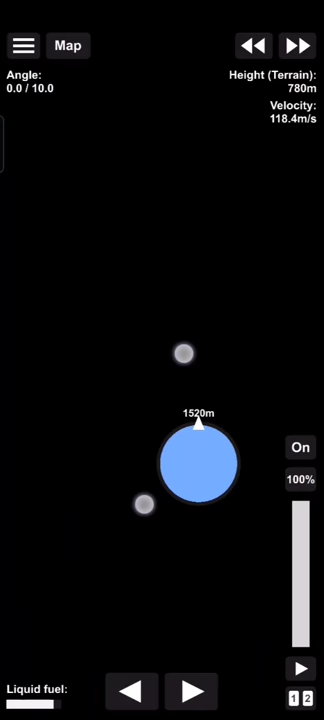 Map
Angle:
0.0 / 10.0
Height (Terrain):
780m
Velocity:
118.4m/s
1520m
On
100%
Liquid fuel:
1 2